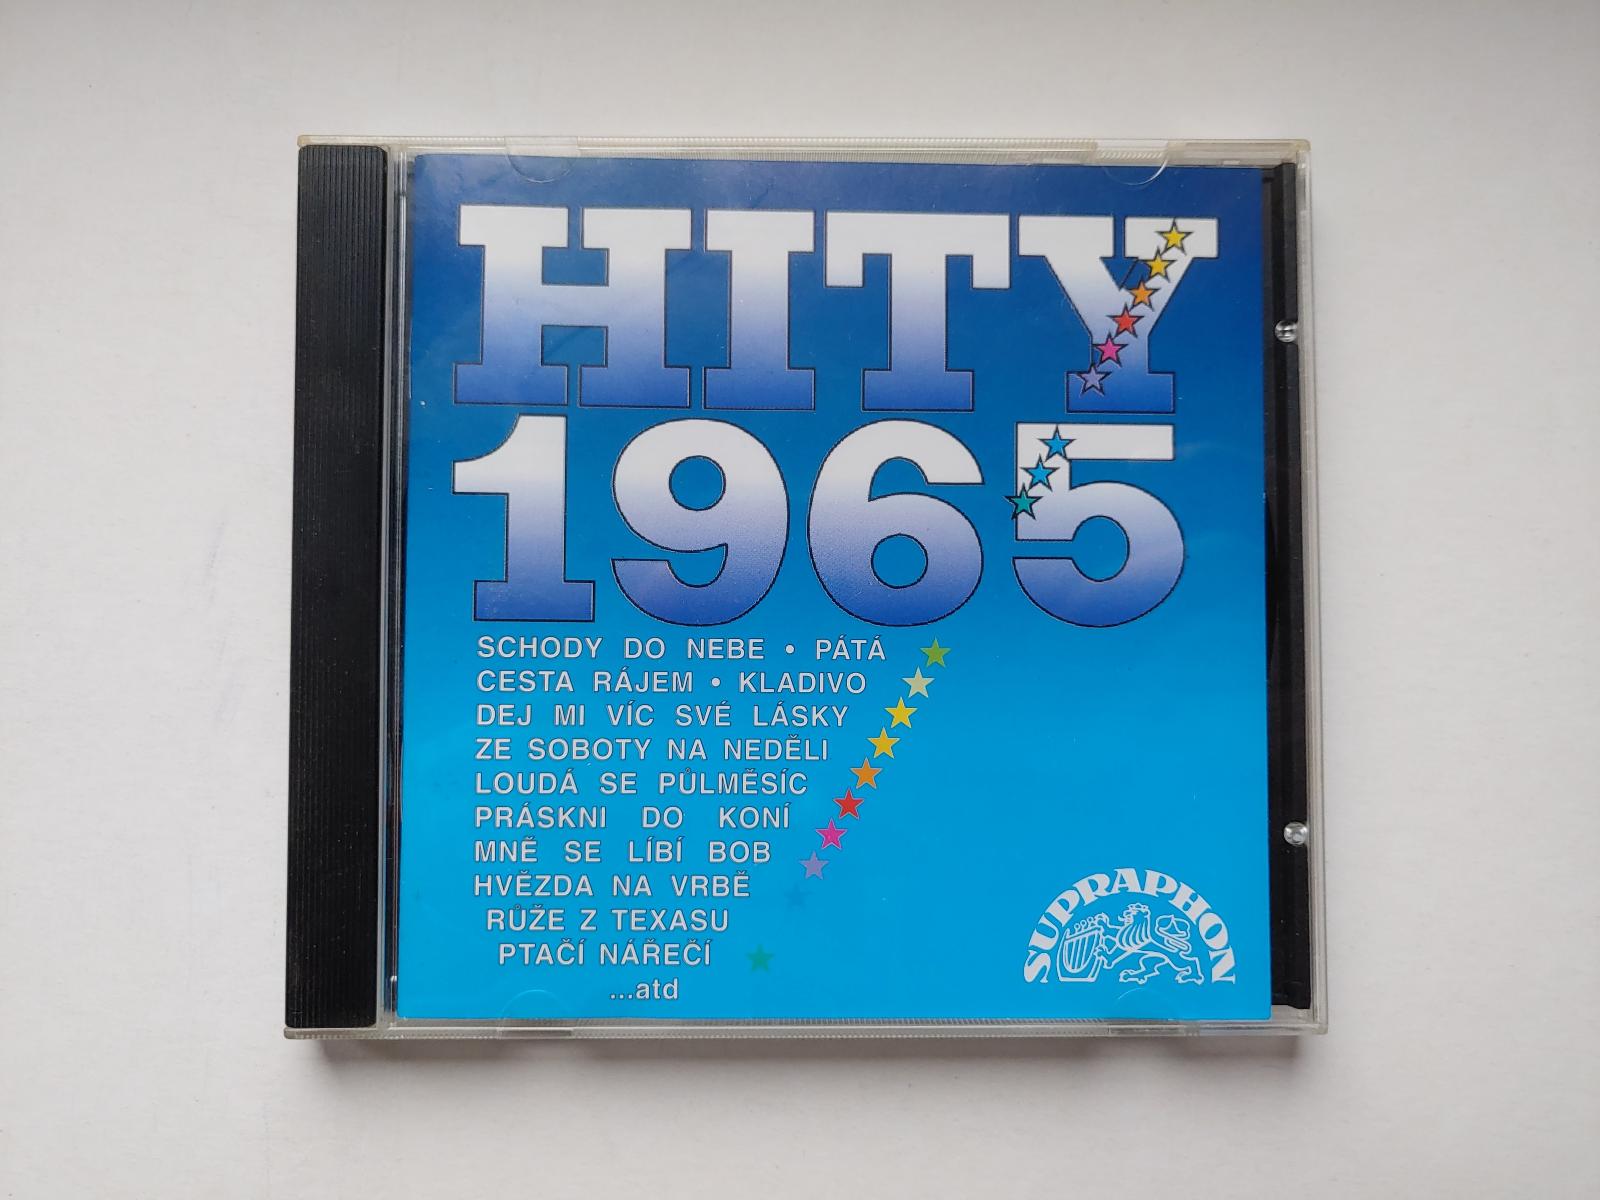 HITY
1965
SCHODY DO NEBE • PÁTÁ
CESTA RÁJEM • KLADIVO
DEJ MI VÍC SVÉ LÁSKY
ZE SOBOTY NA NEDĚLI
LOUDÁ SE PŮLMĚSÍC
PRÁSKNI DO KONÍ
MNĚ SE LÍBÍ BOB
HVĚZDA NA VRBĚ
RŮŽE Z TEXASU
PTAČÍ NÁŘEČÍ
...atd
SUPRAPHON